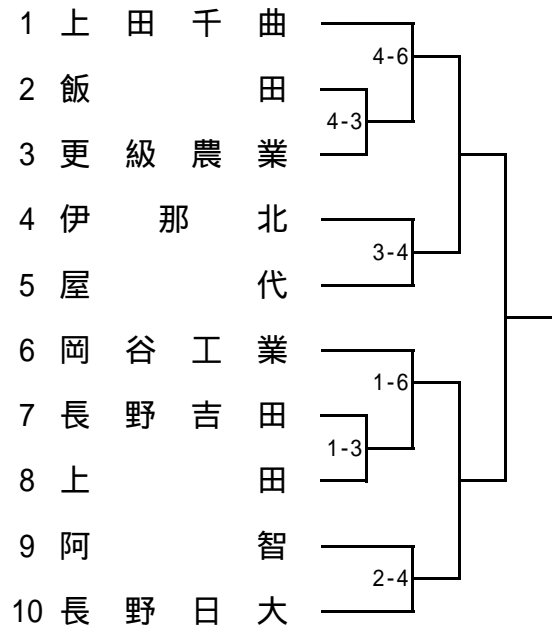 1 上田千曲
4-6
2 飯田
4-3
3 更級農業
4 伊那北
3-4
5 屋代
6 岡谷工業
1-6
7 長野吉田
1-3
8 上田
9 阿智
2-4
10 長野日大